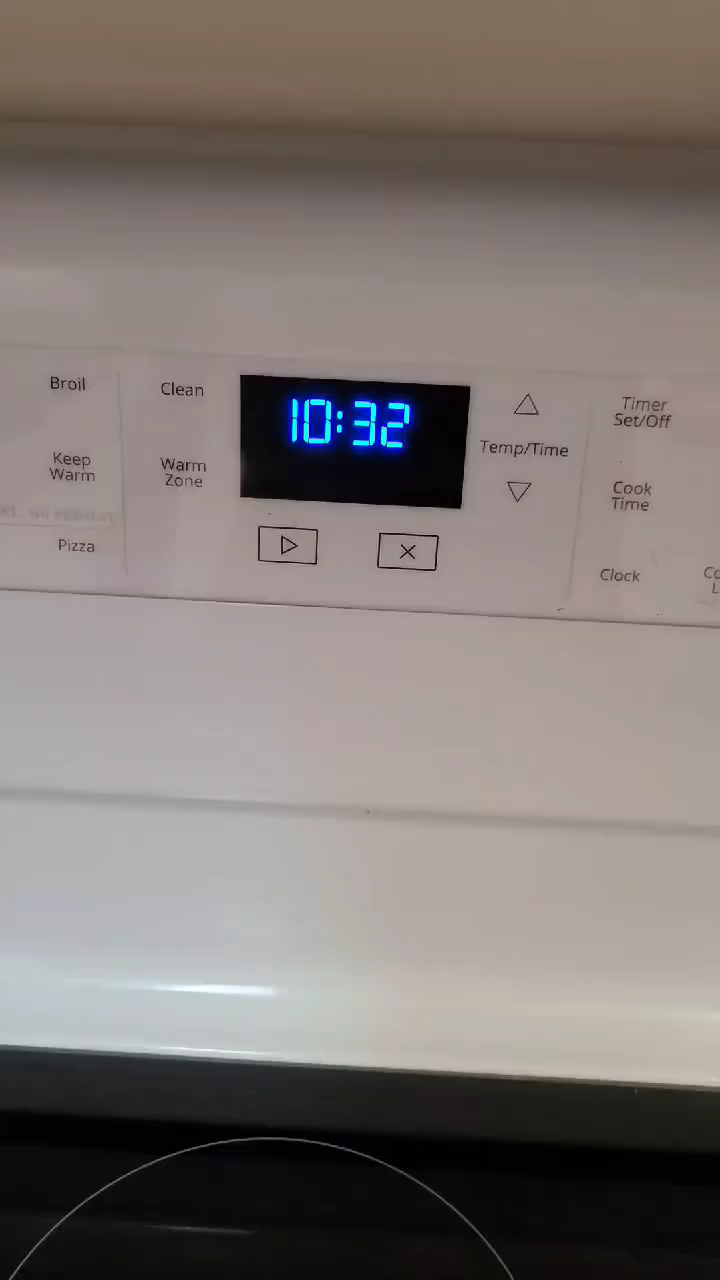 Broil
Keep
Warm
Pizza
Clean
Warm
Zone
10:32
Temp/Time
Timer
Set/Off
Cook
Time
Clock